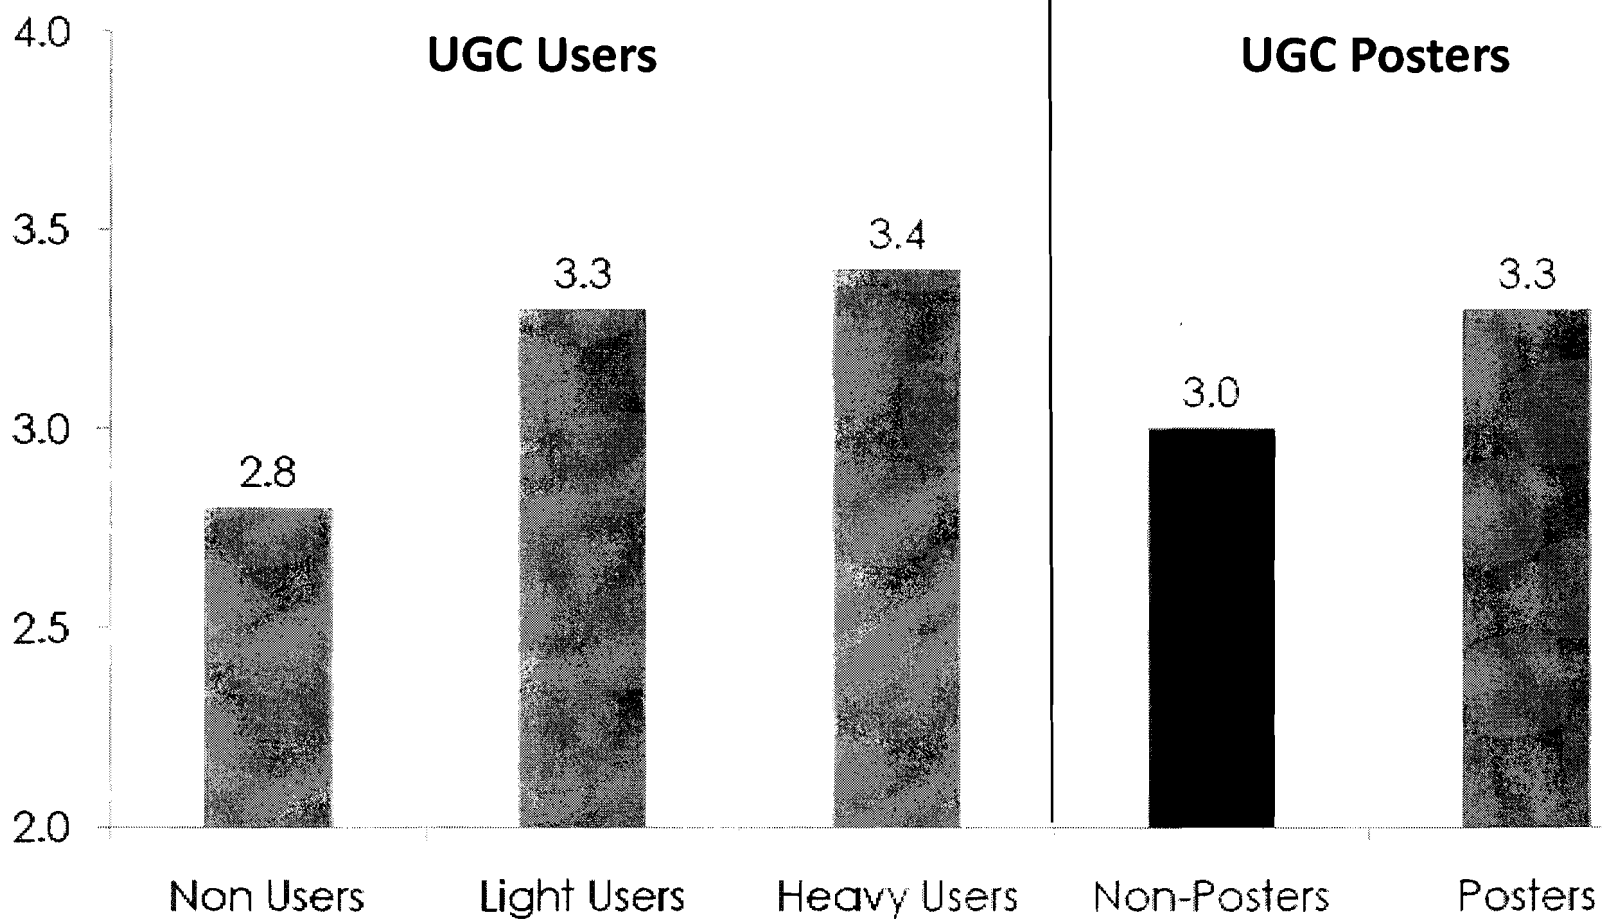 UGC Users
UGC Posters
4.0
3.5
3.0
2.5
2.0
2.8
3.3
3.4
3.0
3.3
Non Users
Light Users
Heavy Users
Non-Posters
Posters